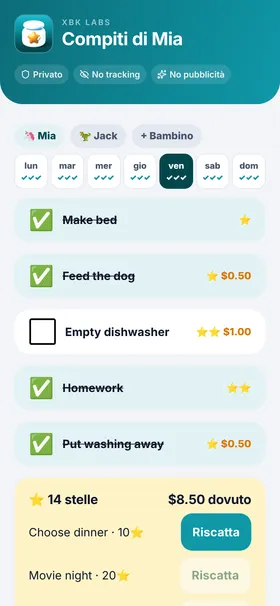 XBK LABS
Compiti di Mia
Privato No tracking No pubblicità
🦄 Mia 🦖 Jack + Bambino
lun mar mer gio ven sab dom
✓✓✓ ✓✓✓ ✓✓✓ ✓✓✓ ✓✓✓ ✓✓✓ ✓✓✓
Make bed ⭐
Feed the dog ⭐ $0.50
Empty dishwasher ⭐⭐ $1.00
Homework ⭐⭐
Put washing away ⭐ $0.50
⭐ 14 stelle $8.50 dovuto
Choose dinner · 10⭐ Riscatta
Movie night · 20⭐ Riscatta